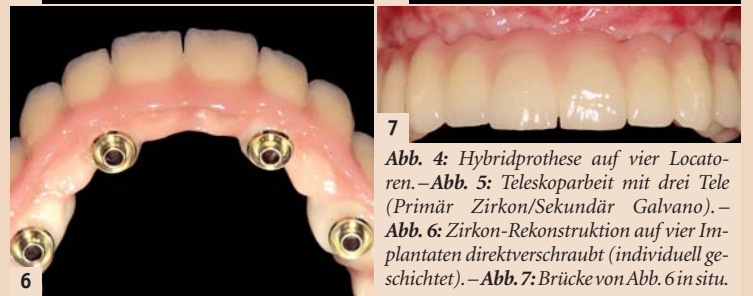 6
7
Abb. 4: Hybridprothese auf vier Locato-
ren. – Abb. 5: Teleskoparbeit mit drei Tele
(Primär Zirkon/Sekundär Galvano). –
Abb. 6: Zirkon-Rekonstruktion auf vier Im-
plantaten direktverschraubt (individuell ge-
schichtet). – Abb. 7: Brücke von Abb. 6 in situ.